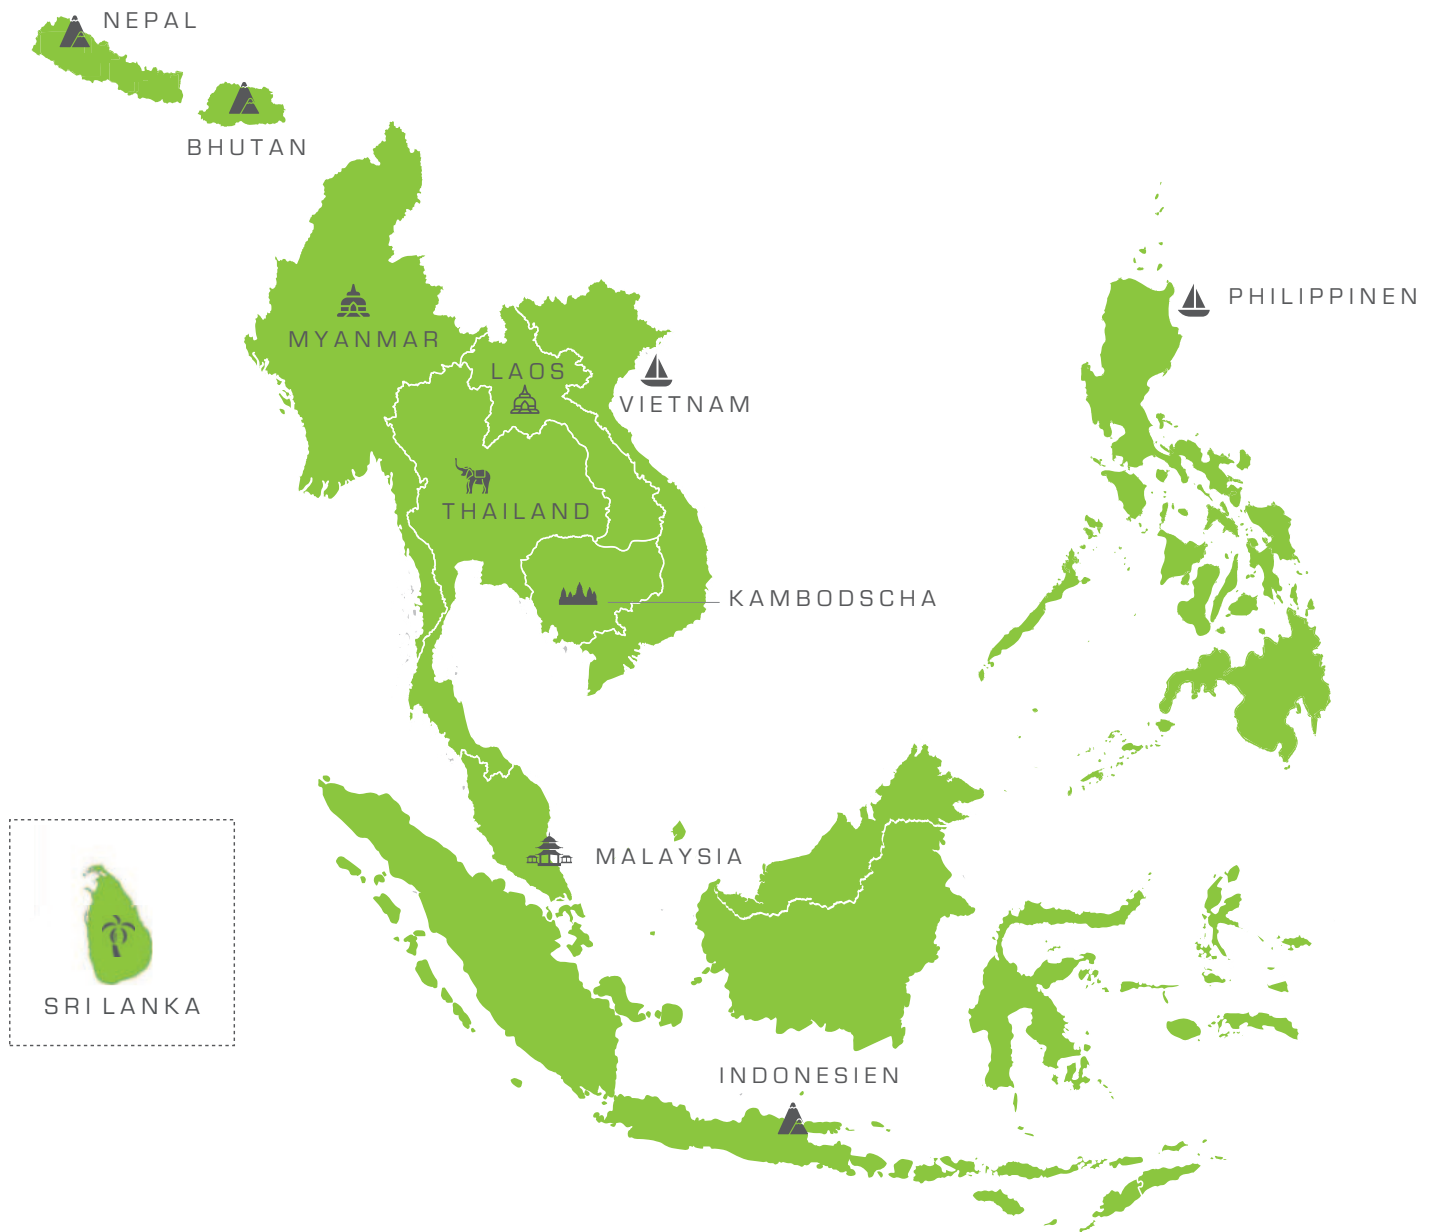 NEPAL
BHUTAN
PHILIPPINEN
MYANMAR
LAOS
VIETNAM
THAILAND
KAMBODSCHA
MALAYSIA
SRI LANKA
INDONESIEN